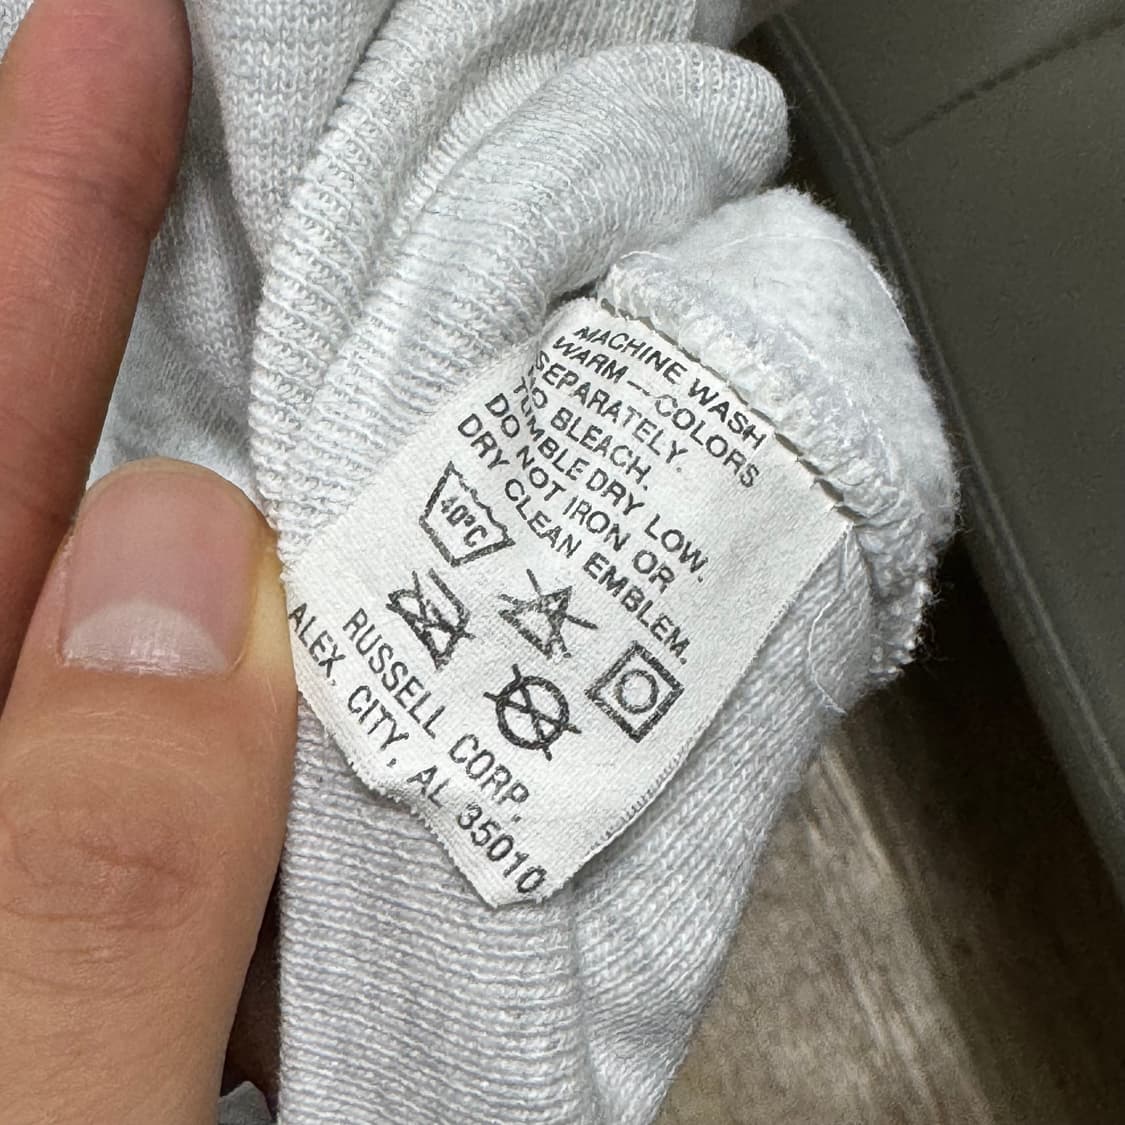 MACHINE WASH
WARM—COLORS
SEPARATELY.
NO BLEACH.
TUMBLE DRY LOW.
DO NOT IRON OR
DRY CLEAN EMBLEM.
40°C
RUSSELL CORP.
ALEX. CITY, AL 35010